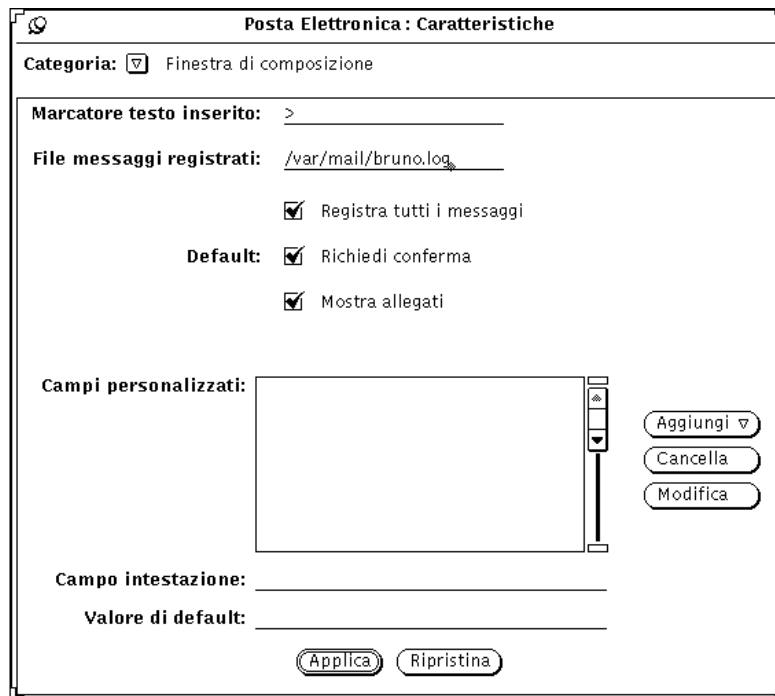 Posta Elettronica : Caratteristiche
Categoria: Finestra di composizione
Marcatore testo inserito: >
File messaggi registrati: /var/mail/bruno.log
Registra tutti i messaggi
Default: Richiedi conferma
Mostra allegati
Campi personalizzati:
Aggiungi
Cancella
Modifica
Campo intestazione:
Valore di default:
Applica Ripristina